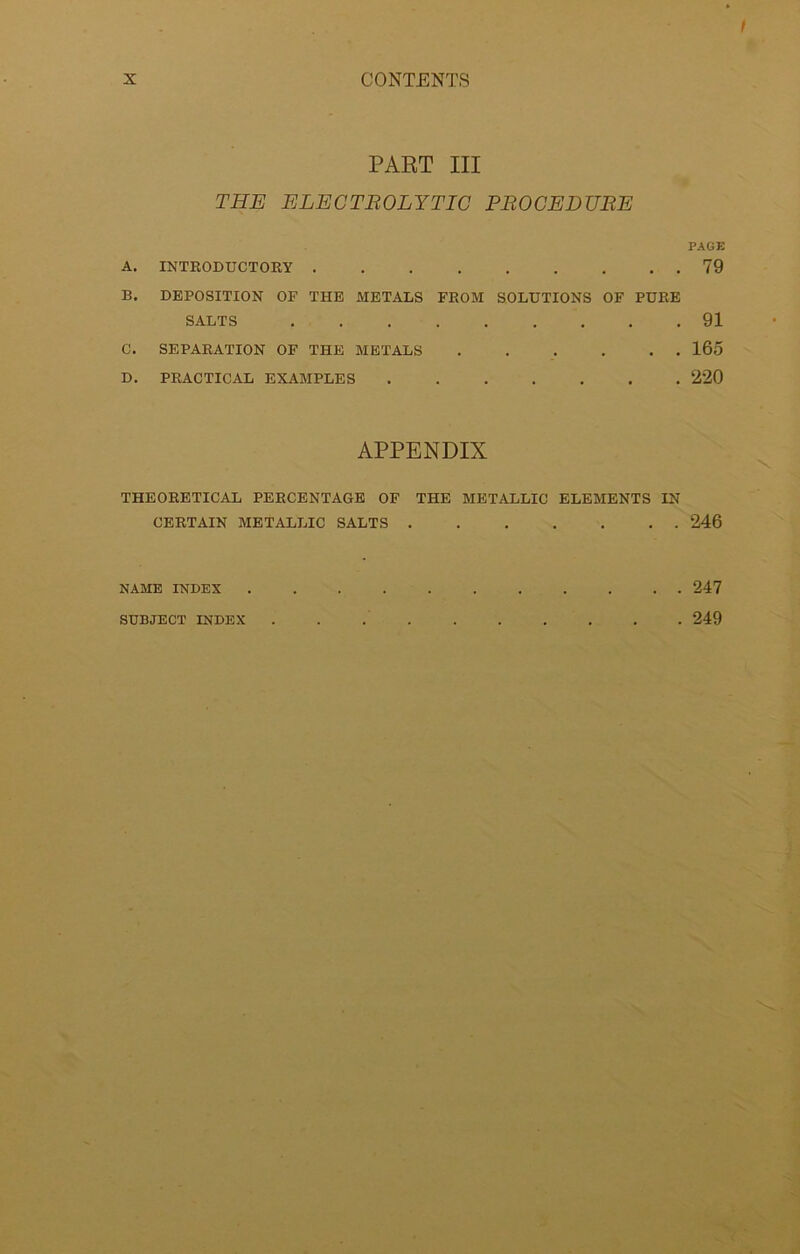 x CONTENTS
PART III
THE ELECTROLYTIC PROCEDURE
PAGE
A. INTRODUCTORY . . . . . . . . . 79
B. DEPOSITION OF THE METALS FROM SOLUTIONS OF PURE
SALTS . . . . . . . . . 91
C. SEPARATION OF THE METALS . . . . . . 165
D. PRACTICAL EXAMPLES . . . . . . . 220
APPENDIX
THEORETICAL PERCENTAGE OF THE METALLIC ELEMENTS IN
CERTAIN METALLIC SALTS . . . . . . . 246
NAME INDEX . . . . . . . . . . . 247
SUBJECT INDEX . . . . . . . . . . 249